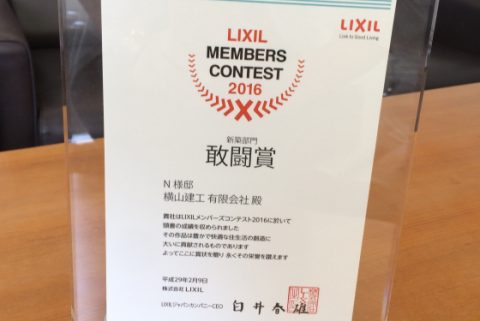 LIXIL
Link to Good Living
LIXIL
MEMBERS
CONTEST
2016
新築部門
敢闘賞
N 様邸
横山建工 有限会社 殿
貴社はLIXILメンバーズコンテスト2016に於いて
頭書の成績を収められました
その作品は豊かで快適な住生活の創造に
大いに貢献されるものであります
よってここに賞状を贈り 永くその栄誉を讃えます
平成29年2月9日
株式会社 LIXIL
LIXILジャパンカンパニーCEO 白井春雄